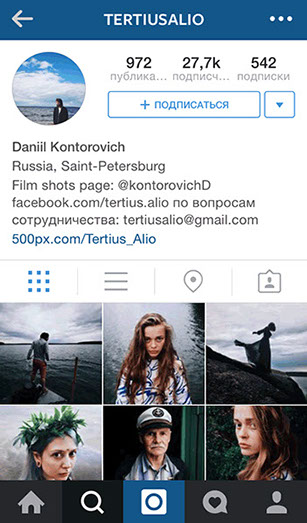 TERTIUSALIO
972 27,7k 542
публика... подписч... подписки
+ ПОДПИСАТЬСЯ
Daniil Kontorovich
Russia, Saint-Petersburg
Film shots page: @kontorovichD
facebook.com/tertius.alio по вопросам
сотрудничества: tertiusalio@gmail.com
500px.com/Tertius_Alio